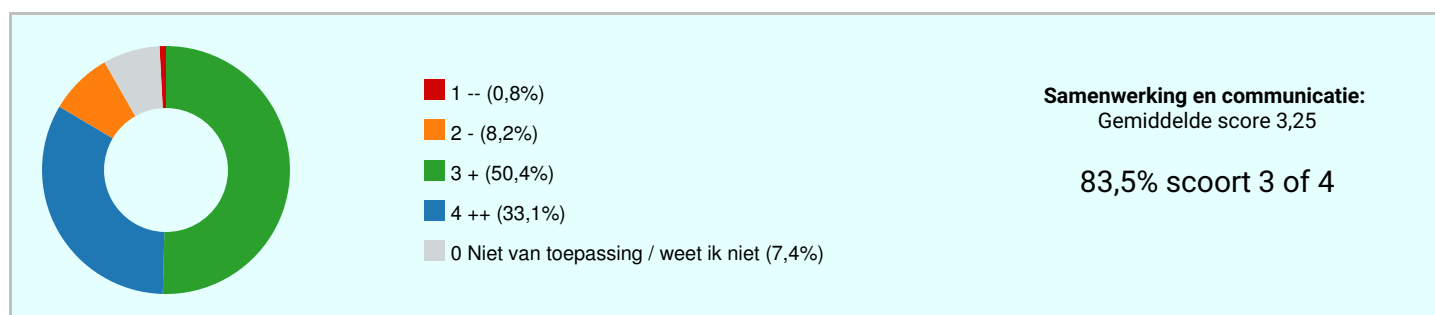 1 -- (0,8%)
2 - (8,2%)
3 + (50,4%)
4 ++ (33,1%)
0 Niet van toepassing / weet ik niet (7,4%)
Samenwerking en communicatie:
Gemiddelde score 3,25
83,5% scoort 3 of 4